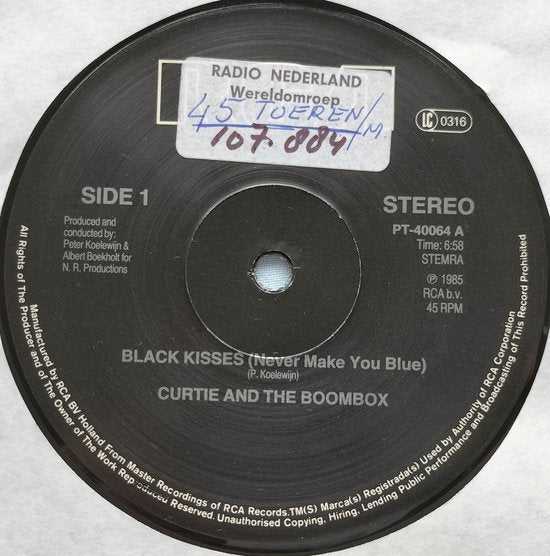 RADIO NEDERLAND
Wereldomroep
45 TOEREN/M
107.884
LC 0316
SIDE 1
STEREO
Produced and
conducted by:
Peter Koelewijn &
Albert Boekholt for
N. R. Productions
PT-40064 A
Time: 6:58
STEMRA
℗ 1985
RCA b.v.
45 RPM
BLACK KISSES (Never Make You Blue)
(P. Koelewijn)
CURTIE AND THE BOOMBOX
All Rights of The Producer and of The Owner of The Work Reproduced Reserved. Unauthorised Copying, Hiring, Lending Public Performance and Broadcasting of This Record Prohibited
Manufactured by RCA BV Holland From Master Recordings of RCA Records.TM(S) Marca(s) Registrada(s) Used by Authority of RCA Corporation